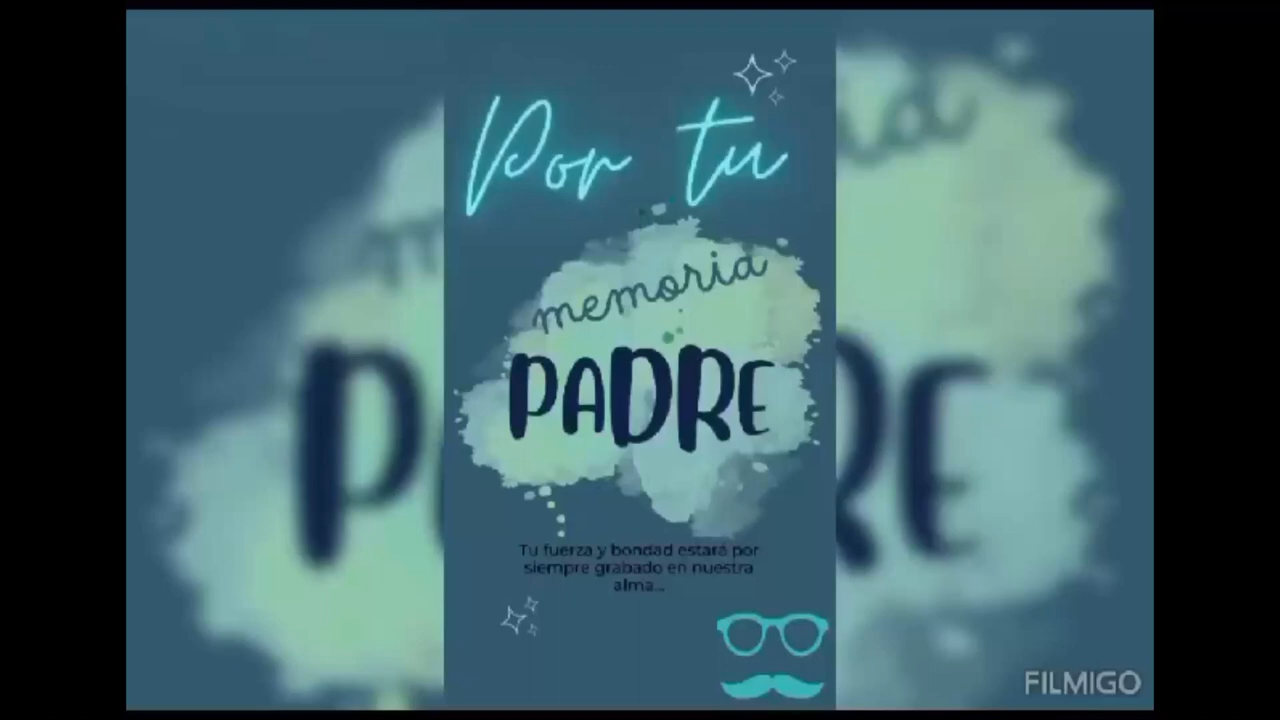 Por tu
memoria
PADRE
Tu fuerza y bondad estará por
siempre grabado en nuestra
alma...
FILMIGO